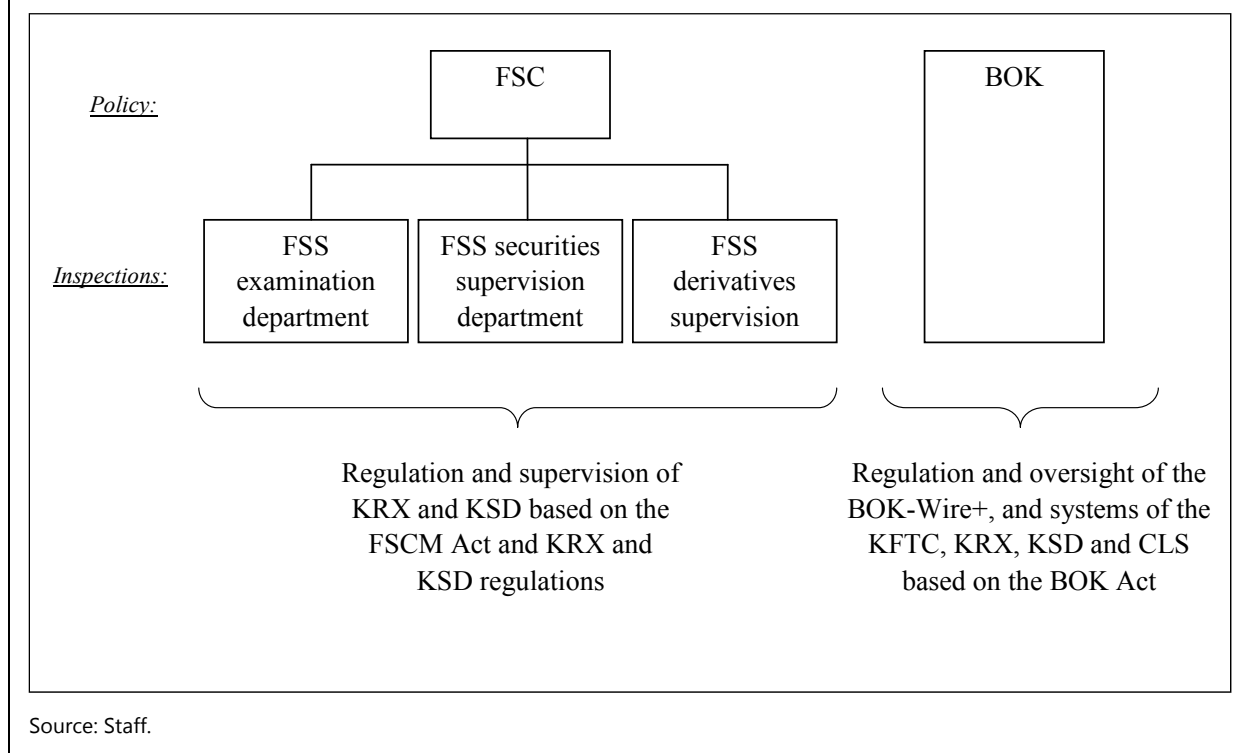 FSC
BOK
Policy:
Inspections:
FSS
examination
department
FSS securities
supervision
department
FSS
derivatives
supervision
Regulation and supervision of
KRX and KSD based on the
FSCM Act and KRX and
KSD regulations
Regulation and oversight of the
BOK-Wire+, and systems of the
KFTC, KRX, KSD and CLS
based on the BOK Act
Source: Staff.